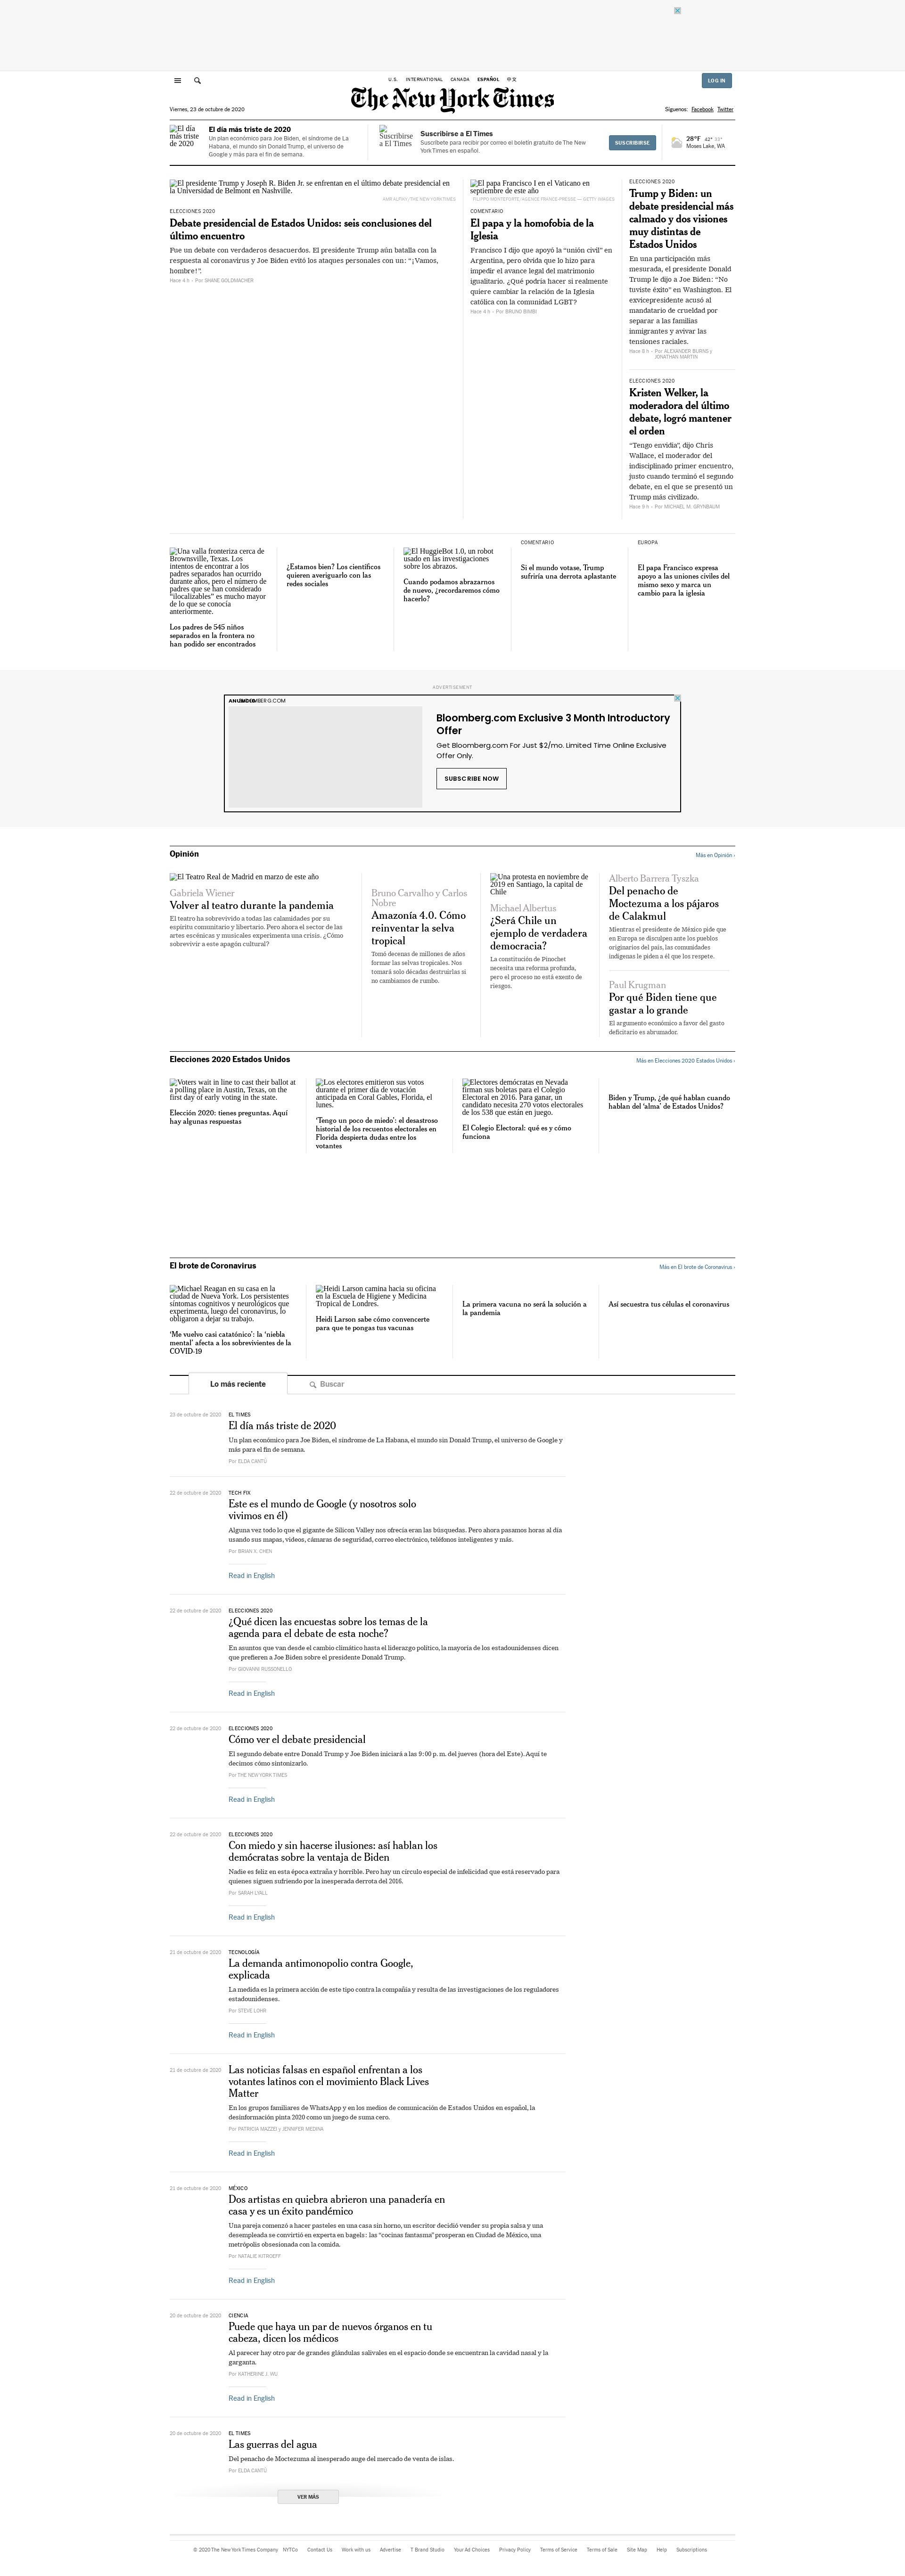 U.S. INTERNATIONAL CANADA ESPAÑOL 中文
LOG IN
The New York Times
Viernes, 23 de octubre de 2020
Síguenos: Facebook Twitter
El día más triste de 2020
El día más triste de 2020
Un plan económico para Joe Biden, el síndrome de La Habana, el mundo sin Donald Trump, el universo de Google y más para el fin de semana.
Suscribirse a El Times
Suscribirse a El Times
Suscríbete para recibir por correo el boletín gratuito de The New York Times en español.
SUSCRIBIRSE
28°F 42° 33°
Moses Lake, WA
El presidente Trump y Joseph R. Biden Jr. se enfrentan en el último debate presidencial en la Universidad de Belmont en Nashville.
AMR ALFIKY/THE NEW YORK TIMES
ELECCIONES 2020
Debate presidencial de Estados Unidos: seis conclusiones del último encuentro
Fue un debate con verdaderos desacuerdos. El presidente Trump aún batalla con la respuesta al coronavirus y Joe Biden evitó los ataques personales con un: “¡Vamos, hombre!”.
Hace 4 h - Por SHANE GOLDMACHER
El papa Francisco I en el Vaticano en septiembre de este año
FILIPPO MONTEFORTE/AGENCE FRANCE-PRESSE — GETTY IMAGES
COMENTARIO
El papa y la homofobia de la Iglesia
Francisco I dijo que apoyó la “unión civil” en Argentina, pero olvida que lo hizo para impedir el avance legal del matrimonio igualitario. ¿Qué podría hacer si realmente quiere cambiar la relación de la Iglesia católica con la comunidad LGBT?
Hace 4 h - Por BRUNO BIMBI
ELECCIONES 2020
Trump y Biden: un debate presidencial más calmado y dos visiones muy distintas de Estados Unidos
En una participación más mesurada, el presidente Donald Trump le dijo a Joe Biden: “No tuviste éxito” en Washington. El exvicepresidente acusó al mandatario de crueldad por separar a las familias inmigrantes y avivar las tensiones raciales.
Hace 8 h - Por ALEXANDER BURNS y JONATHAN MARTIN
ELECCIONES 2020
Kristen Welker, la moderadora del último debate, logró mantener el orden
“Tengo envidia”, dijo Chris Wallace, el moderador del indisciplinado primer encuentro, justo cuando terminó el segundo debate, en el que se presentó un Trump más civilizado.
Hace 9 h - Por MICHAEL M. GRYNBAUM
Una valla fronteriza cerca de Brownsville, Texas. Los intentos de encontrar a los padres separados han ocurrido durante años, pero el número de padres que se han considerado “ilocalizables” es mucho mayor de lo que se conocía anteriormente.
Los padres de 545 niños separados en la frontera no han podido ser encontrados
¿Estamos bien? Los científicos quieren averiguarlo con las redes sociales
El HuggieBot 1.0, un robot usado en las investigaciones sobre los abrazos.
Cuando podamos abrazarnos de nuevo, ¿recordaremos cómo hacerlo?
COMENTARIO
Si el mundo votase, Trump sufriría una derrota aplastante
EUROPA
El papa Francisco expresa apoyo a las uniones civiles del mismo sexo y marca un cambio para la iglesia
ADVERTISEMENT
Bloomberg.com Exclusive 3 Month Introductory Offer
Get Bloomberg.com For Just $2/mo. Limited Time Online Exclusive Offer Only.
SUBSCRIBE NOW
Opinión
Más en Opinión ›
El Teatro Real de Madrid en marzo de este año
Gabriela Wiener
Volver al teatro durante la pandemia
El teatro ha sobrevivido a todas las calamidades por su espíritu comunitario y libertario. Pero ahora el sector de las artes escénicas y musicales experimenta una crisis. ¿Cómo sobrevivir a este apagón cultural?
Bruno Carvalho y Carlos Nobre
Amazonía 4.0. Cómo reinventar la selva tropical
Tomó decenas de millones de años formar las selvas tropicales. Nos tomará solo décadas destruirlas si no cambiamos de rumbo.
Una protesta en noviembre de 2019 en Santiago, la capital de Chile
Michael Albertus
¿Será Chile un ejemplo de verdadera democracia?
La constitución de Pinochet necesita una reforma profunda, pero el proceso no está exento de riesgos.
Alberto Barrera Tyszka
Del penacho de Moctezuma a los pájaros de Calakmul
Mientras el presidente de México pide que en Europa se disculpen ante los pueblos originarios del país, las comunidades indígenas le piden a él que los respete.
Paul Krugman
Por qué Biden tiene que gastar a lo grande
El argumento económico a favor del gasto deficitario es abrumador.
Elecciones 2020 Estados Unidos
Más en Elecciones 2020 Estados Unidos ›
Voters wait in line to cast their ballot at a polling place in Austin, Texas, on the first day of early voting in the state.
Elección 2020: tienes preguntas. Aquí hay algunas respuestas
Los electores emitieron sus votos durante el primer día de votación anticipada en Coral Gables, Florida, el lunes.
‘Tengo un poco de miedo’: el desastroso historial de los recuentos electorales en Florida despierta dudas entre los votantes
Electores demócratas en Nevada firman sus boletas para el Colegio Electoral en 2016. Para ganar, un candidato necesita 270 votos electorales de los 538 que están en juego.
El Colegio Electoral: qué es y cómo funciona
Biden y Trump, ¿de qué hablan cuando hablan del ‘alma’ de Estados Unidos?
El brote de Coronavirus
Más en El brote de Coronavirus ›
Michael Reagan en su casa en la ciudad de Nueva York. Los persistentes síntomas cognitivos y neurológicos que experimenta, luego del coronavirus, lo obligaron a dejar su trabajo.
‘Me vuelvo casi catatónico’: la ‘niebla mental’ afecta a los sobrevivientes de la COVID-19
Heidi Larson camina hacia su oficina en la Escuela de Higiene y Medicina Tropical de Londres.
Heidi Larson sabe cómo convencerte para que te pongas tus vacunas
La primera vacuna no será la solución a la pandemia
Así secuestra tus células el coronavirus
Lo más reciente
Buscar
23 de octubre de 2020
EL TIMES
El día más triste de 2020
Un plan económico para Joe Biden, el síndrome de La Habana, el mundo sin Donald Trump, el universo de Google y más para el fin de semana.
Por ELDA CANTÚ
22 de octubre de 2020
TECH FIX
Este es el mundo de Google (y nosotros solo vivimos en él)
Alguna vez todo lo que el gigante de Silicon Valley nos ofrecía eran las búsquedas. Pero ahora pasamos horas al día usando sus mapas, videos, cámaras de seguridad, correo electrónico, teléfonos inteligentes y más.
Por BRIAN X. CHEN
Read in English
22 de octubre de 2020
ELECCIONES 2020
¿Qué dicen las encuestas sobre los temas de la agenda para el debate de esta noche?
En asuntos que van desde el cambio climático hasta el liderazgo político, la mayoría de los estadounidenses dicen que prefieren a Joe Biden sobre el presidente Donald Trump.
Por GIOVANNI RUSSONELLO
Read in English
22 de octubre de 2020
ELECCIONES 2020
Cómo ver el debate presidencial
El segundo debate entre Donald Trump y Joe Biden iniciará a las 9:00 p. m. del jueves (hora del Este). Aquí te decimos cómo sintonizarlo.
Por THE NEW YORK TIMES
Read in English
22 de octubre de 2020
ELECCIONES 2020
Con miedo y sin hacerse ilusiones: así hablan los demócratas sobre la ventaja de Biden
Nadie es feliz en esta época extraña y horrible. Pero hay un círculo especial de infelicidad que está reservado para quienes siguen sufriendo por la inesperada derrota del 2016.
Por SARAH LYALL
Read in English
21 de octubre de 2020
TECNOLOGÍA
La demanda antimonopolio contra Google, explicada
La medida es la primera acción de este tipo contra la compañía y resulta de las investigaciones de los reguladores estadounidenses.
Por STEVE LOHR
Read in English
21 de octubre de 2020
Las noticias falsas en español enfrentan a los votantes latinos con el movimiento Black Lives Matter
En los grupos familiares de WhatsApp y en los medios de comunicación de Estados Unidos en español, la desinformación pinta 2020 como un juego de suma cero.
Por PATRICIA MAZZEI y JENNIFER MEDINA
Read in English
21 de octubre de 2020
MÉXICO
Dos artistas en quiebra abrieron una panadería en casa y es un éxito pandémico
Una pareja comenzó a hacer pasteles en una casa sin horno, un escritor decidió vender su propia salsa y una desempleada se convirtió en experta en bagels: las “cocinas fantasma” prosperan en Ciudad de México, una metrópolis obsesionada con la comida.
Por NATALIE KITROEFF
Read in English
20 de octubre de 2020
CIENCIA
Puede que haya un par de nuevos órganos en tu cabeza, dicen los médicos
Al parecer hay otro par de grandes glándulas salivales en el espacio donde se encuentran la cavidad nasal y la garganta.
Por KATHERINE J. WU
Read in English
20 de octubre de 2020
EL TIMES
Las guerras del agua
Del penacho de Moctezuma al inesperado auge del mercado de venta de islas.
Por ELDA CANTÚ
VER MÁS
© 2020 The New York Times Company NYTCo Contact Us Work with us Advertise T Brand Studio Your Ad Choices Privacy Policy Terms of Service Terms of Sale Site Map Help Subscriptions